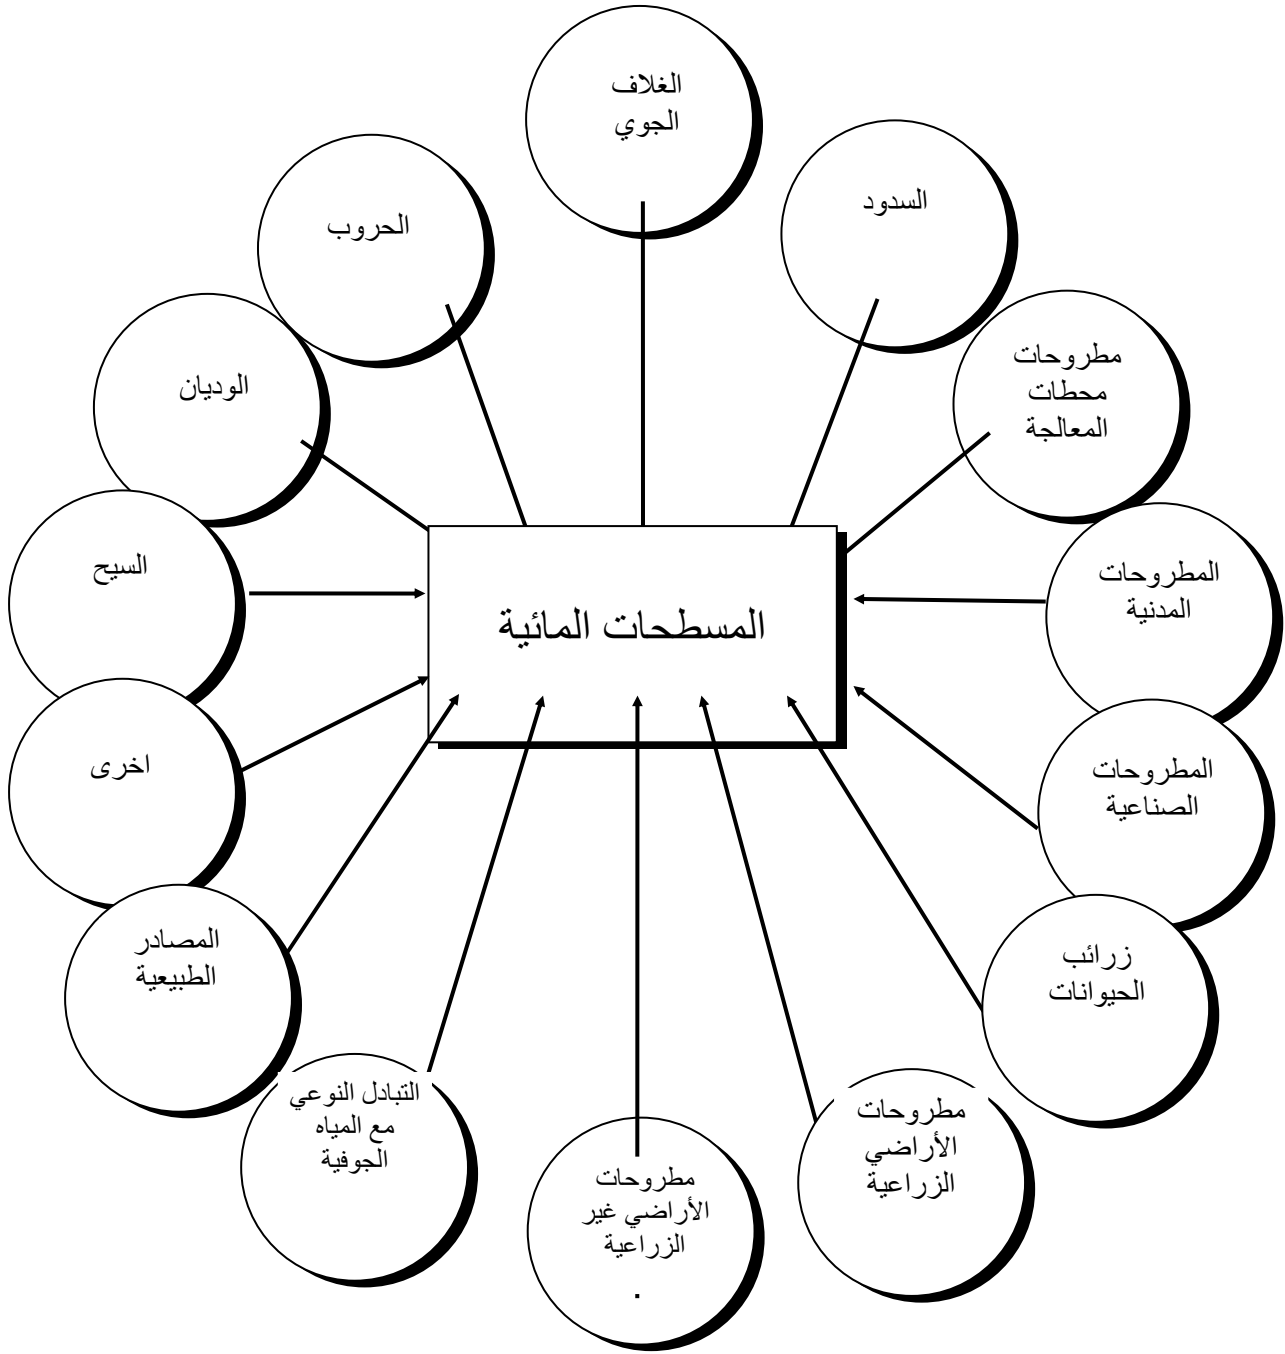 الغلاف
الجوي
السدود
الحروب
مطروحات
محطات
المعالجة
الوديان
المطروحات
المدنية
السيح
المسطحات المائية
المطروحات
الصناعية
اخرى
زرائب
الحيوانات
المصادر
الطبيعية
مطروحات
الأراضي
الزراعية
التبادل النوعي
مع المياه
الجوفية
مطروحات
الأراضي غير
الزراعية
.